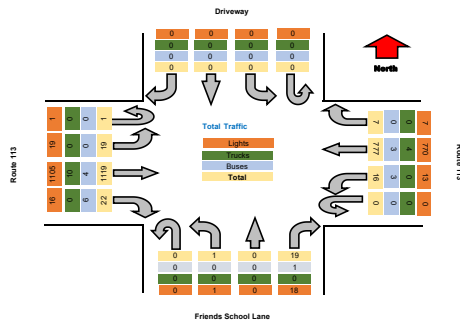 Driveway
0 0 0 0
0 0 0 0
0 0 0 0
0 0 0 0
North
Route 113
1 0 0 1
19 0 0 19
1105 10 4 1119
16 0 6 22
Total Traffic
Lights
Trucks
Buses
Total
7 0 0 7
777 3 4 770
16 3 0 13
0 0 0 0
Route 113
0 1 0 19
0 0 0 1
0 0 0 0
0 1 0 18
Friends School Lane